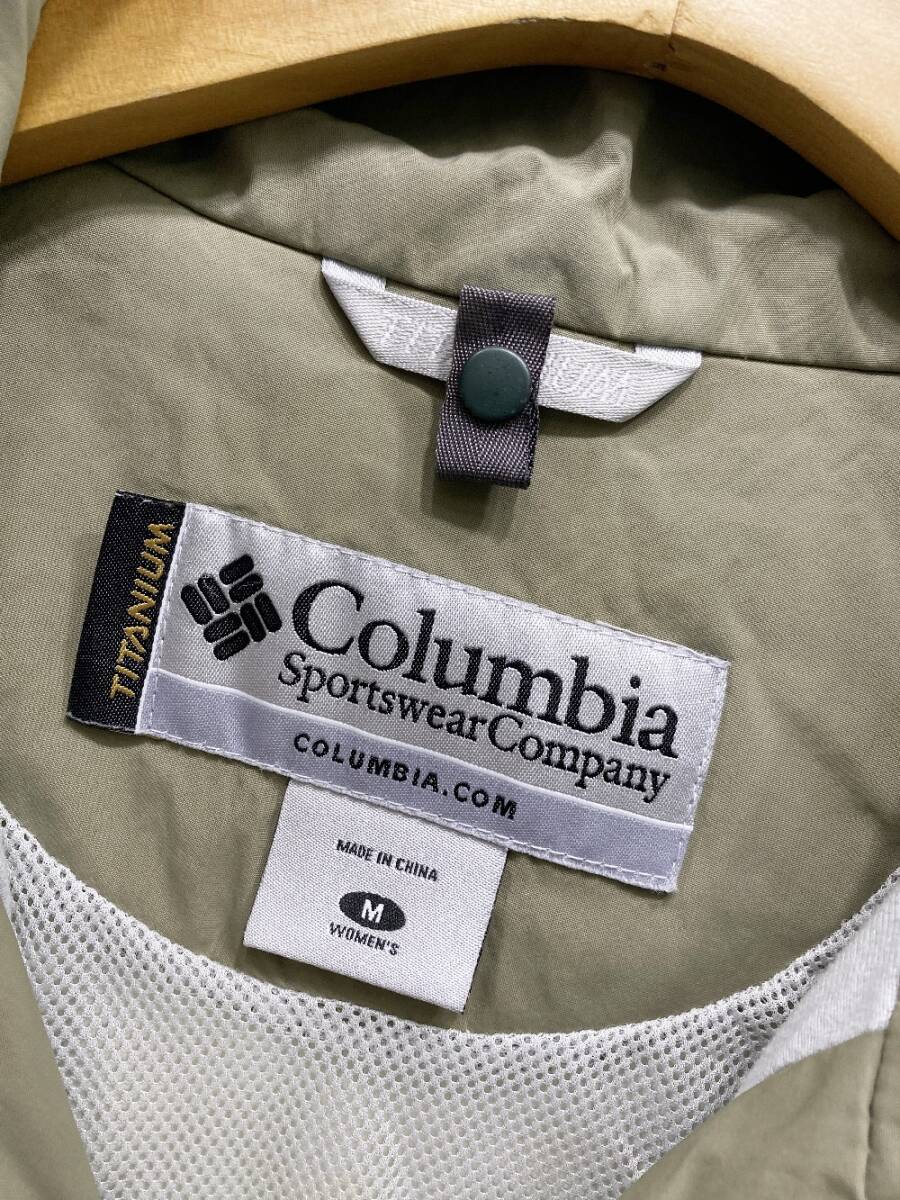 TITANIUM
Columbia
Sportswear Company
COLUMBIA.COM
MADE IN CHINA
M
WOMEN'S